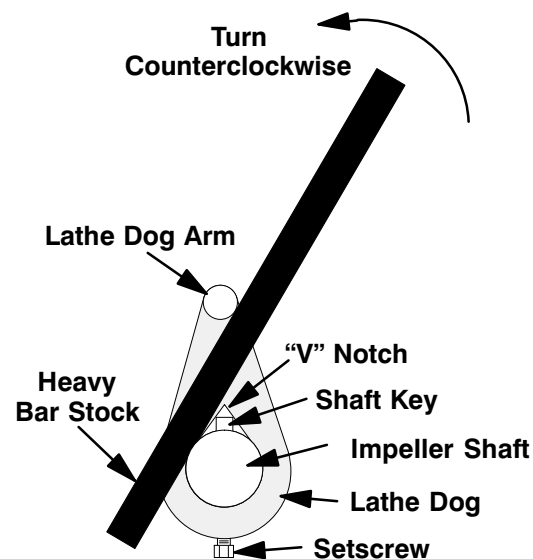 Turn
Counterclockwise
Lathe Dog Arm
“V” Notch
Heavy
Bar Stock
Shaft Key
Impeller Shaft
Lathe Dog
Setscrew